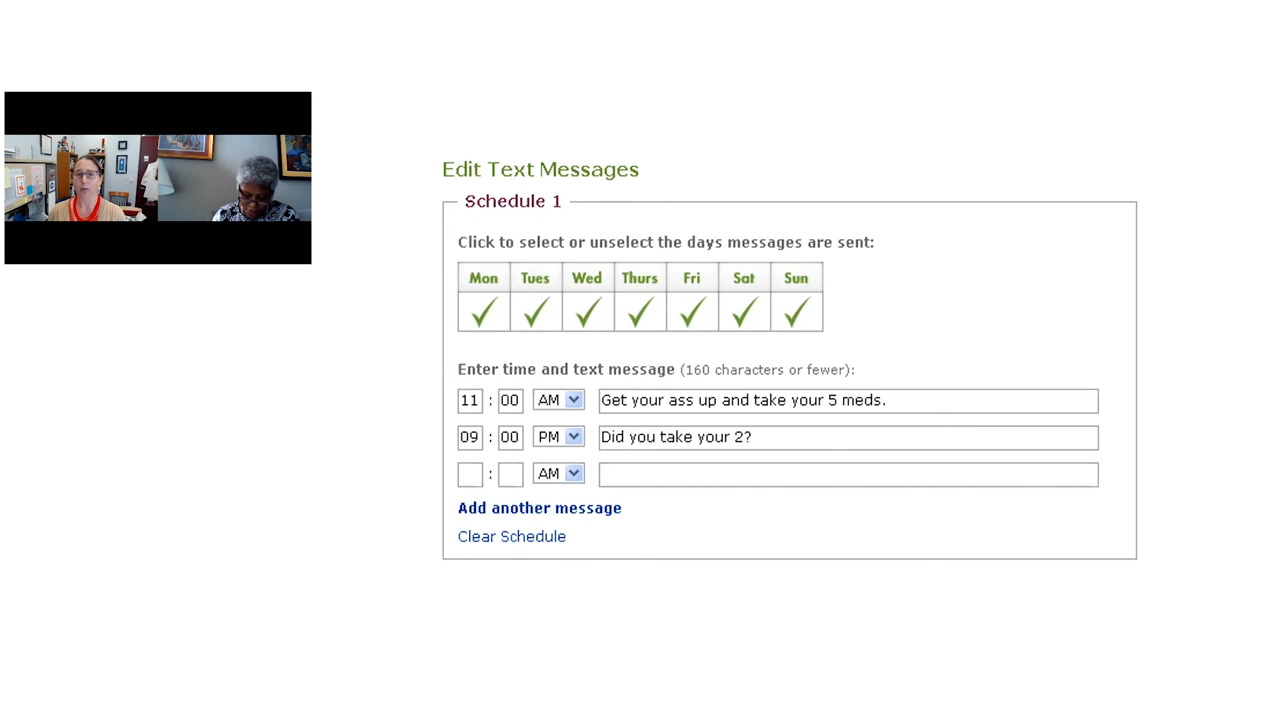 Edit Text Messages
Schedule 1
Click to select or unselect the days messages are sent:
Mon Tues Wed Thurs Fri Sat Sun
Enter time and text message (160 characters or fewer):
11 : 00 AM Get your ass up and take your 5 meds.
09 : 00 PM Did you take your 2?
: AM
Add another message
Clear Schedule